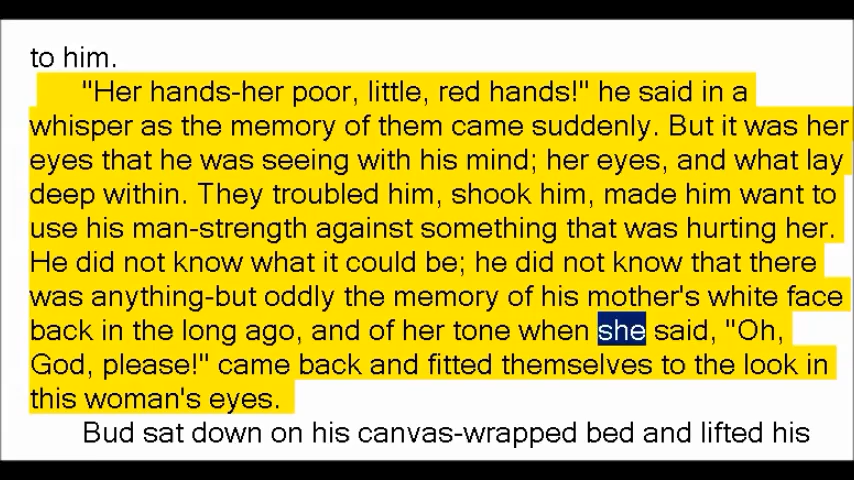 to him.
"Her hands-her poor, little, red hands!" he said in a
whisper as the memory of them came suddenly. But it was her
eyes that he was seeing with his mind; her eyes, and what lay
deep within. They troubled him, shook him, made him want to
use his man-strength against something that was hurting her.
He did not know what it could be; he did not know that there
was anything-but oddly the memory of his mother's white face
back in the long ago, and of her tone when she said, "Oh,
God, please!" came back and fitted themselves to the look in
this woman's eyes.
Bud sat down on his canvas-wrapped bed and lifted his